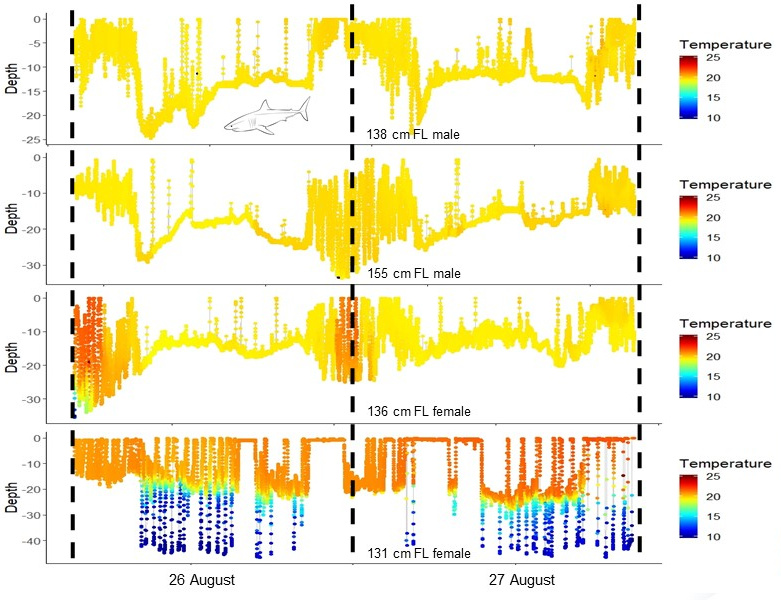 Depth
0
-5
-10
-15
-20
-25
138 cm FL male
Temperature
25
20
15
10
Depth
0
-10
-20
-30
155 cm FL male
Temperature
25
20
15
10
Depth
0
-10
-20
-30
136 cm FL female
Temperature
25
20
15
10
Depth
0
-10
-20
-30
-40
131 cm FL female
Temperature
25
20
15
10
26 August 27 August